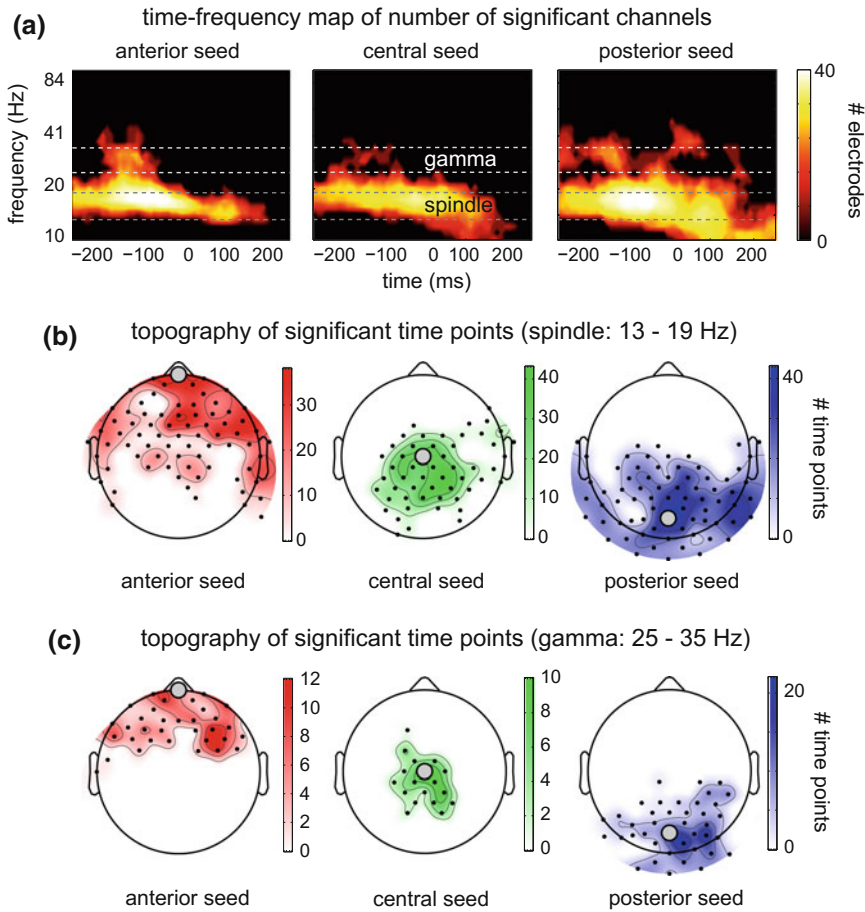 (a) time-frequency map of number of significant channels
anterior seed central seed posterior seed
84
41
20
10
frequency (Hz)
gamma
spindle
40
0
# electrodes
−200 −100 0 100 200 −200 −100 0 100 200 −200 −100 0 100 200
time (ms)
(b) topography of significant time points (spindle: 13 - 19 Hz)
30
20
10
0
40
30
20
10
0
40
30
20
10
0
# time points
anterior seed central seed posterior seed
(c) topography of significant time points (gamma: 25 - 35 Hz)
12
10
8
6
4
2
0
10
8
6
4
2
0
20
0
# time points
anterior seed central seed posterior seed